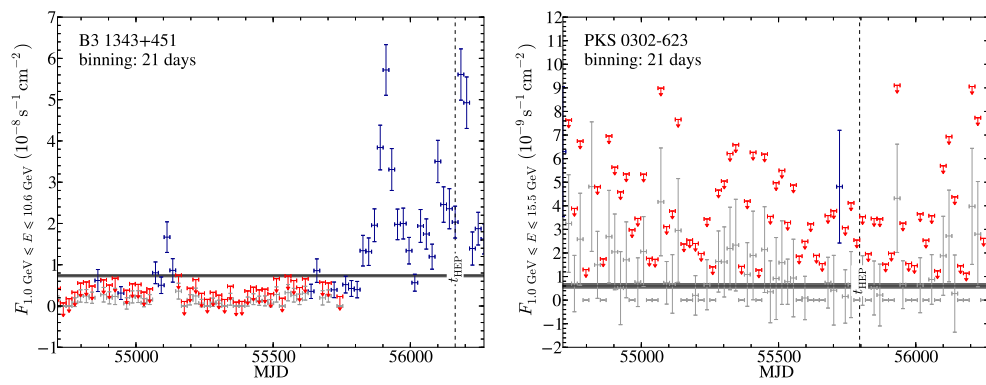 B3 1343+451
binning: 21 days
F1.0 GeV ⩽ E ⩽ 10.6 GeV (10⁻⁸ s⁻¹ cm⁻²)
7
6
5
4
3
2
1
0
−1
tHEP
55000 55500 56000
MJD
PKS 0302-623
binning: 21 days
F1.0 GeV ⩽ E ⩽ 15.5 GeV (10⁻⁹ s⁻¹ cm⁻²)
12
11
10
9
8
7
6
5
4
3
2
1
0
−1
−2
tHEP
55000 55500 56000
MJD